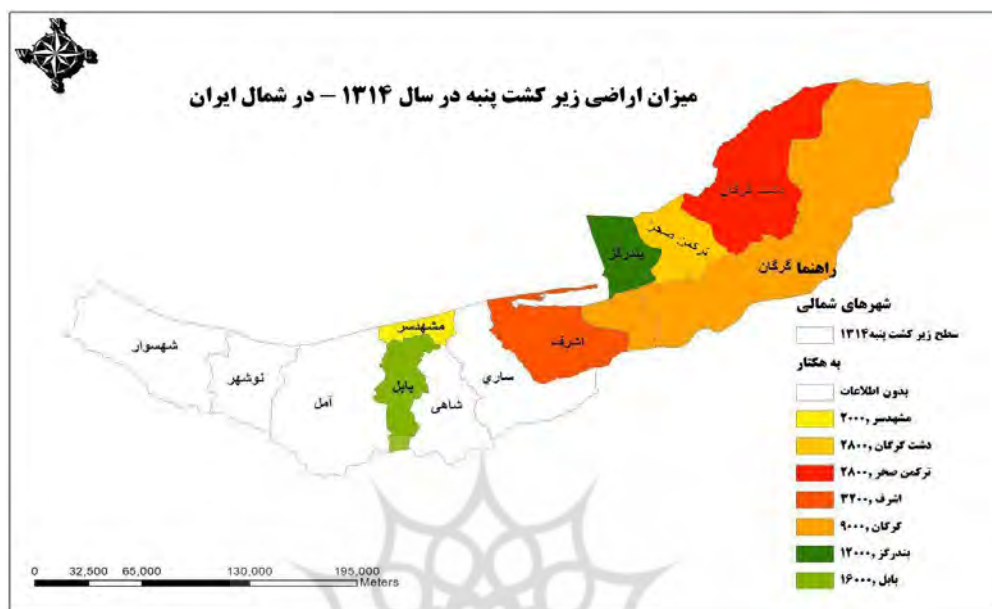 میزان اراضی زیر کشت پنبه در سال ۱۳۱۴ – در شمال ایران
دشت گرگان
ترکمن صحرا
بندرگز
گرگان
اشرف
مشهدسر
ساری
بابل
شاهی
آمل
نوشهر
شهسوار
راهنما
شهرهای شمالی
سطح زیر کشت پنبه۱۳۱۴
به هکتار
بدون اطلاعات
مشهدسر ,۲۰۰۰
دشت گرگان ,۲۸۰۰
ترکمن صحر ,۲۸۰۰
اشرف ,۳۲۰۰
گرگان ,۹۰۰۰
بندرگز ,۱۲۰۰۰
بابل ,۱۶۰۰۰
0 32,500 65,000 130,000 195,000
Meters